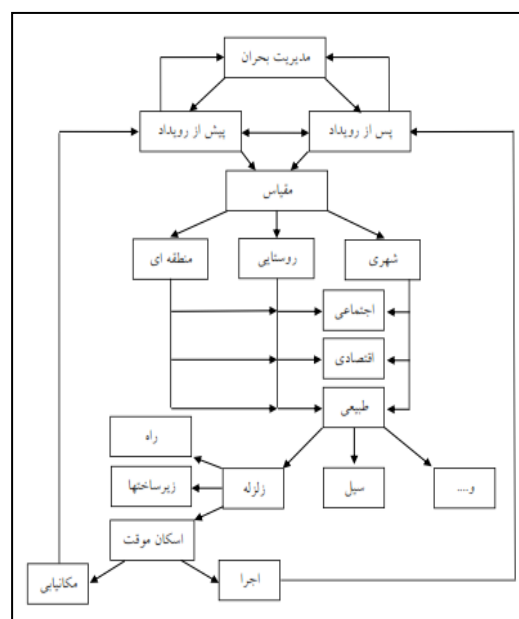 مدیریت بحران
پس از رویداد
پیش از رویداد
مقیاس
شهری
روستایی
منطقه ای
اجتماعی
اقتصادی
طبیعی
راه
و....
سیل
زلزله
زیرساختها
اسکان موقت
اجرا
مکانیابی